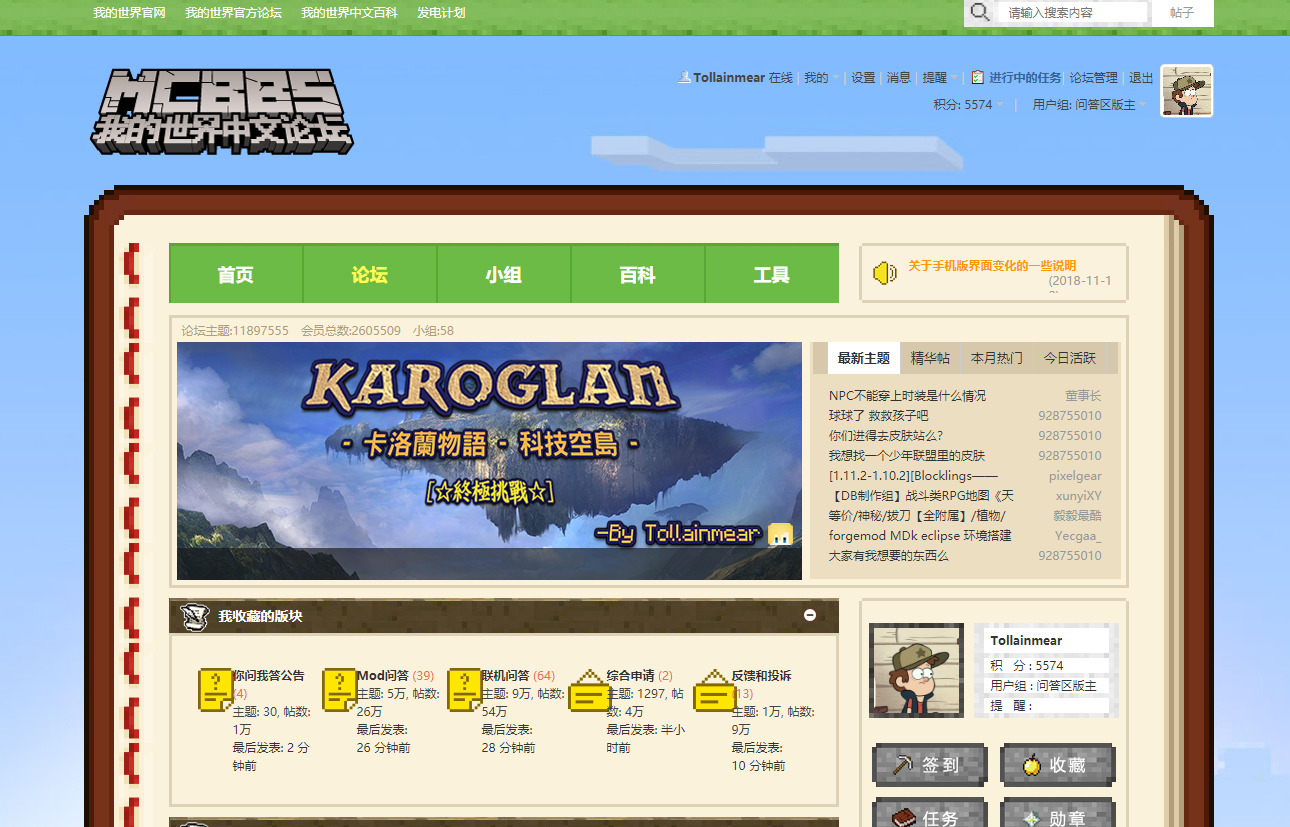 我的世界官网 我的世界官方论坛 我的世界中文百科 发电计划
请输入搜索内容 帖子
MCBBS
我的世界中文论坛
Tollainmear 在线 | 我的 | 设置 | 消息 | 提醒 | 进行中的任务 论坛管理 | 退出
积分: 5574 | 用户组: 问答区版主
首页 论坛 小组 百科 工具
关于手机版界面变化的一些说明
(2018-11-1
论坛主题:11897555 会员总数:2605509 小组:58
KAROGLAN
- 卡洛蘭物語 - 科技空島 -
[☆終極挑戰☆]
-By Tollainmear
最新主题 精华帖 本月热门 今日活跃
NPC不能穿上时装是什么情况 董事长
球球了 救救孩子吧 928755010
你们进得去皮肤站么? 928755010
我想找一个少年联盟里的皮肤 928755010
[1.11.2-1.10.2][Blocklings—— pixelgear
【DB制作组】战斗类RPG地图《天 xunyiXY
等价/神秘/拔刀【全附属】/植物/ 毅毅最酷
forgemod MDk eclipse 环境搭建 Yecgaa_
大家有我想要的东西么 928755010
我收藏的版块
你问我答公告
(4)
主题: 30, 帖数:
1万
最后发表: 2 分
钟前
Mod问答 (39)
主题: 5万, 帖数:
26万
最后发表:
26 分钟前
联机问答 (64)
主题: 9万, 帖数:
54万
最后发表:
28 分钟前
综合申请 (2)
主题: 1297, 帖
数: 4万
最后发表: 半小
时前
反馈和投诉
(13)
主题: 1万, 帖数:
9万
最后发表:
10 分钟前
Tollainmear
积 分 : 5574
用户组 : 问答区版主
提 醒 :
签到 收藏
任务 勋章